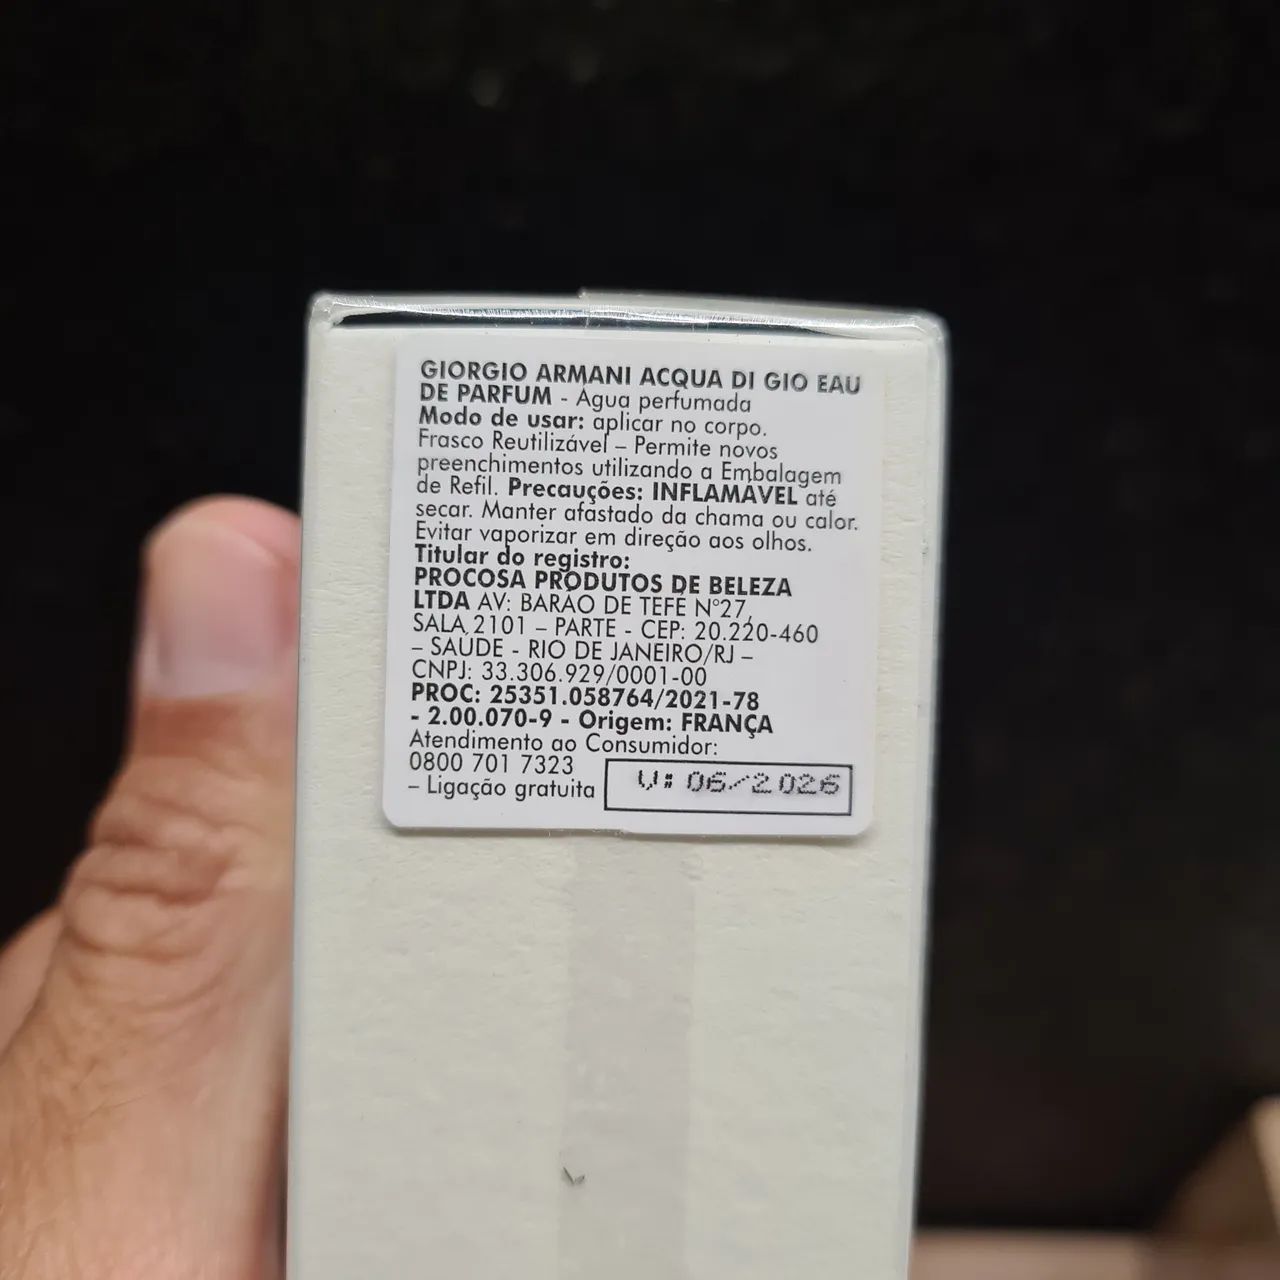 GIORGIO ARMANI ACQUA DI GIO EAU
DE PARFUM - Água perfumada
Modo de usar: aplicar no corpo.
Frasco Reutilizável – Permite novos
preenchimentos utilizando a Embalagem
de Refil. Precauções: INFLAMÁVEL até
secar. Manter afastado da chama ou calor.
Evitar vaporizar em direção aos olhos.
Titular do registro:
PROCOSA PRODUTOS DE BELEZA
LTDA AV: BARÃO DE TEFÉ N°27,
SALA 2101 – PARTE - CEP: 20.220-460
– SAÚDE - RIO DE JANEIRO/RJ –
CNPJ: 33.306.929/0001-00
PROC: 25351.058764/2021-78
- 2.00.070-9 - Origem: FRANÇA
Atendimento ao Consumidor:
0800 701 7323
– Ligação gratuita
V: 06/2026